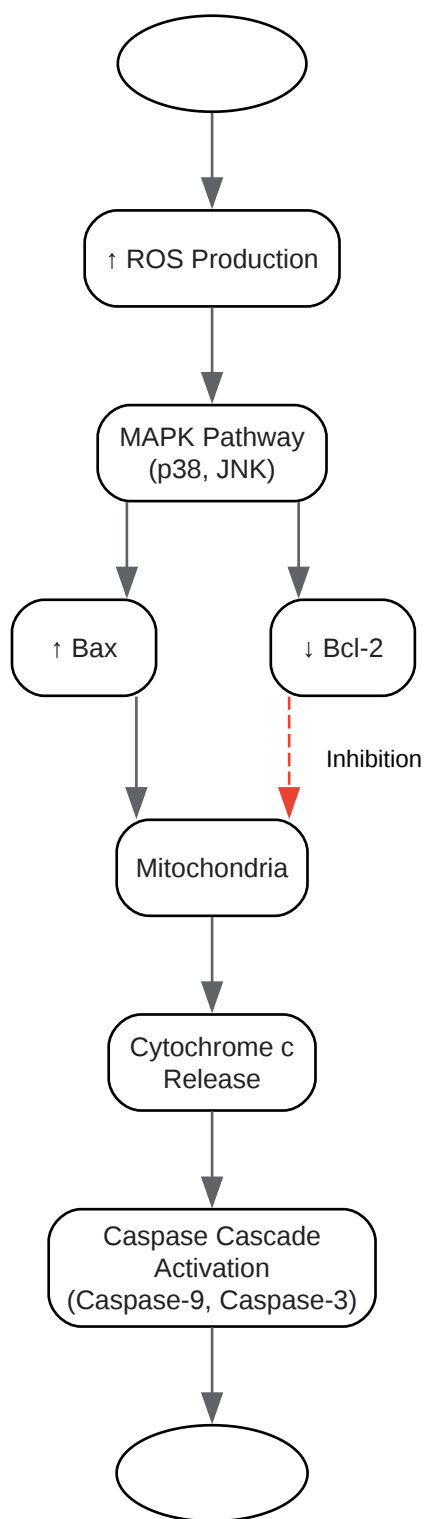 ↑ ROS Production
MAPK Pathway
(p38, JNK)
↑ Bax
↓ Bcl-2
Inhibition
Mitochondria
Cytochrome c
Release
Caspase Cascade
Activation
(Caspase-9, Caspase-3)